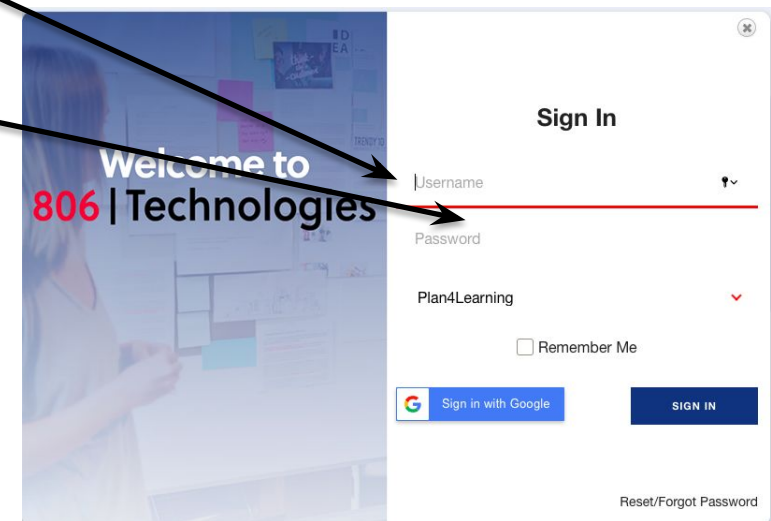 Welcome to
806 | Technologies
TRENDY
Sign In
Username
Password
Plan4Learning
Remember Me
Sign in with Google
SIGN IN
Reset/Forgot Password